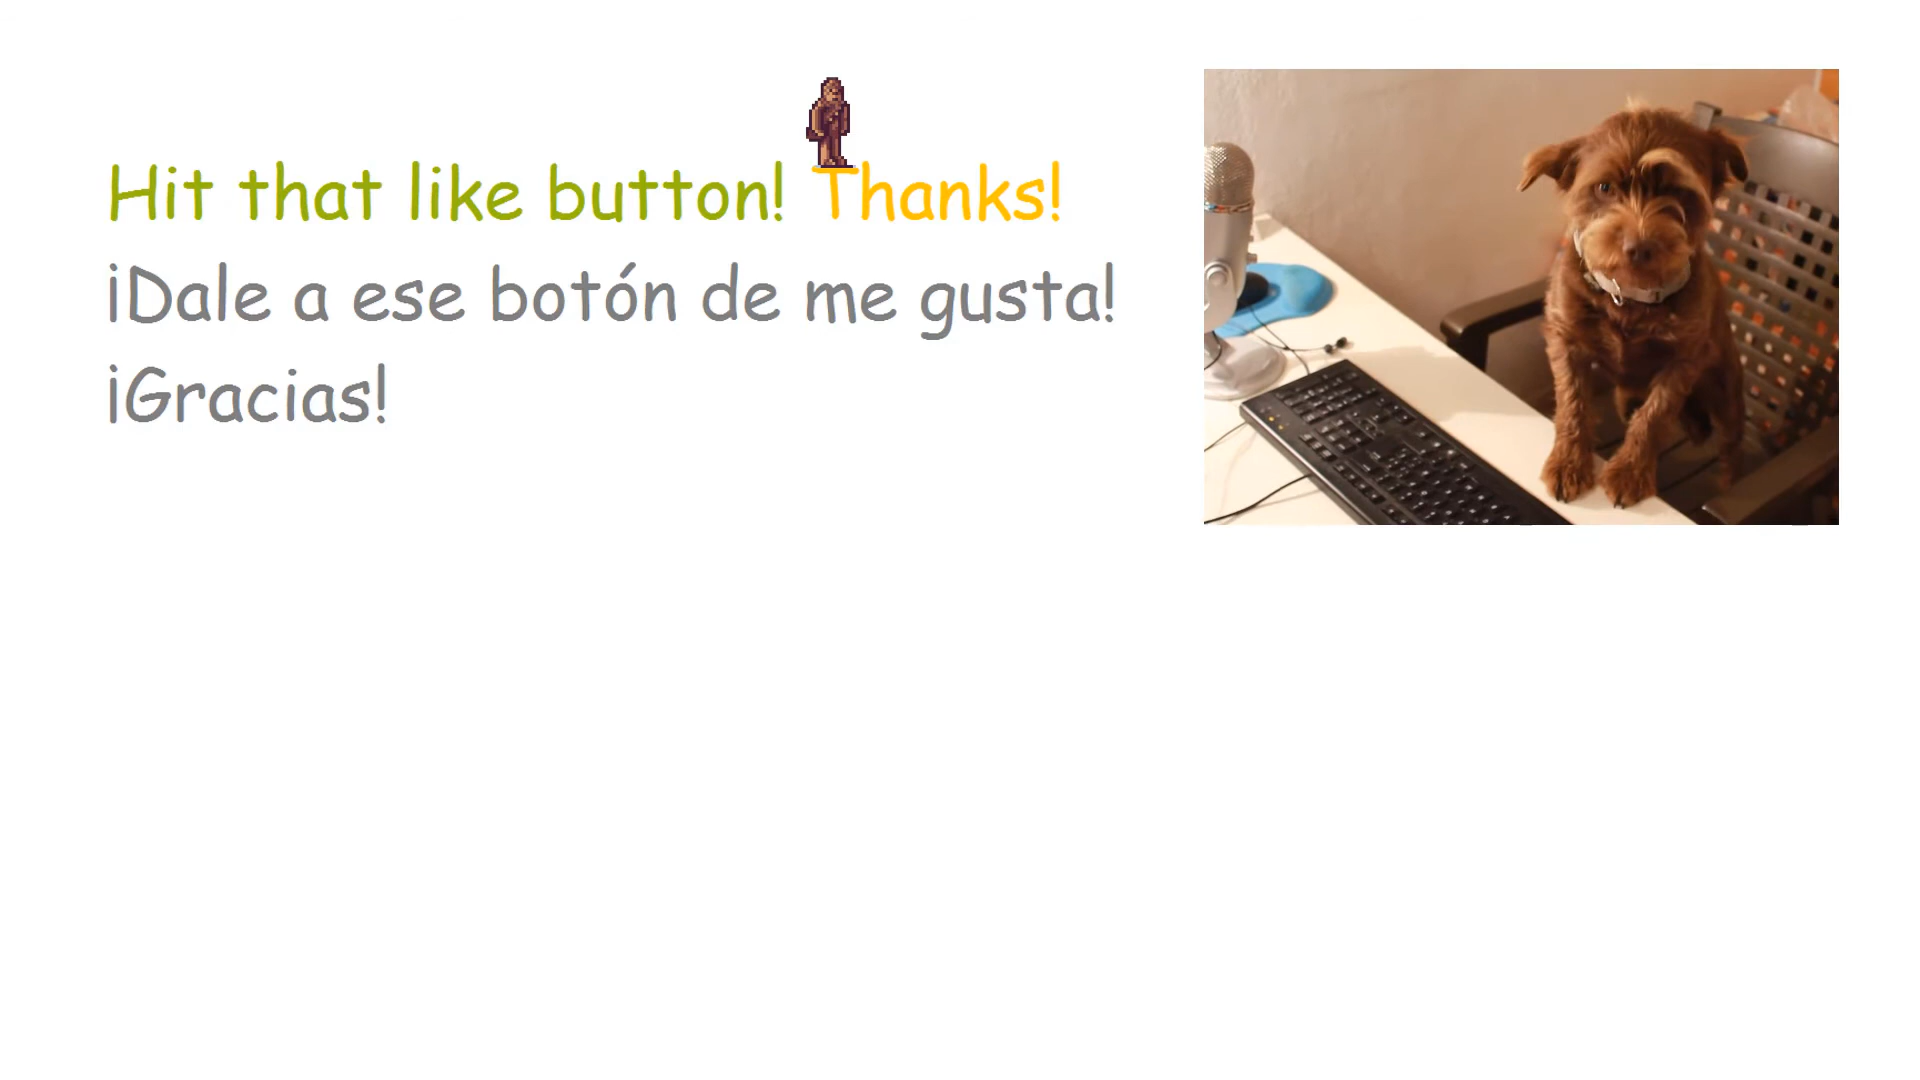 Hit that like button! Thanks!
¡Dale a ese botón de me gusta!
¡Gracias!